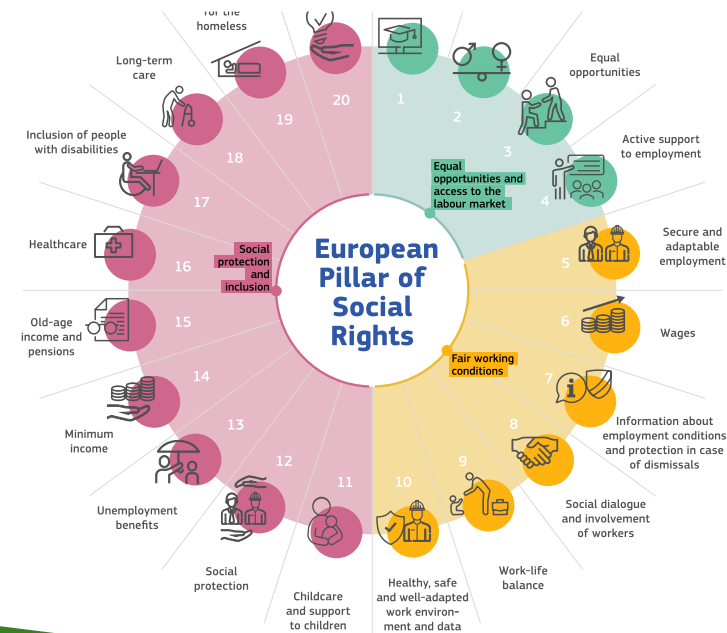 for the
homeless
Long-term
care
Inclusion of people
with disabilities
Healthcare
Old-age
income and
pensions
Minimum
income
Unemployment
benefits
Social
protection
Childcare
and support
to children
Healthy, safe
and well-adapted
work environ-
ment and data
Work-life
balance
Social dialogue
and involvement
of workers
Information about
employment conditions
and protection in case
of dismissals
Wages
Secure and
adaptable
employment
Active support
to employment
Equal
opportunities
20
1
2
3
4
5
6
7
8
9
10
11
12
13
14
15
16
17
18
19
Equal
opportunities and
access to the
labour market
Social
protection
and
inclusion
Fair working
conditions
European
Pillar of
Social
Rights
i